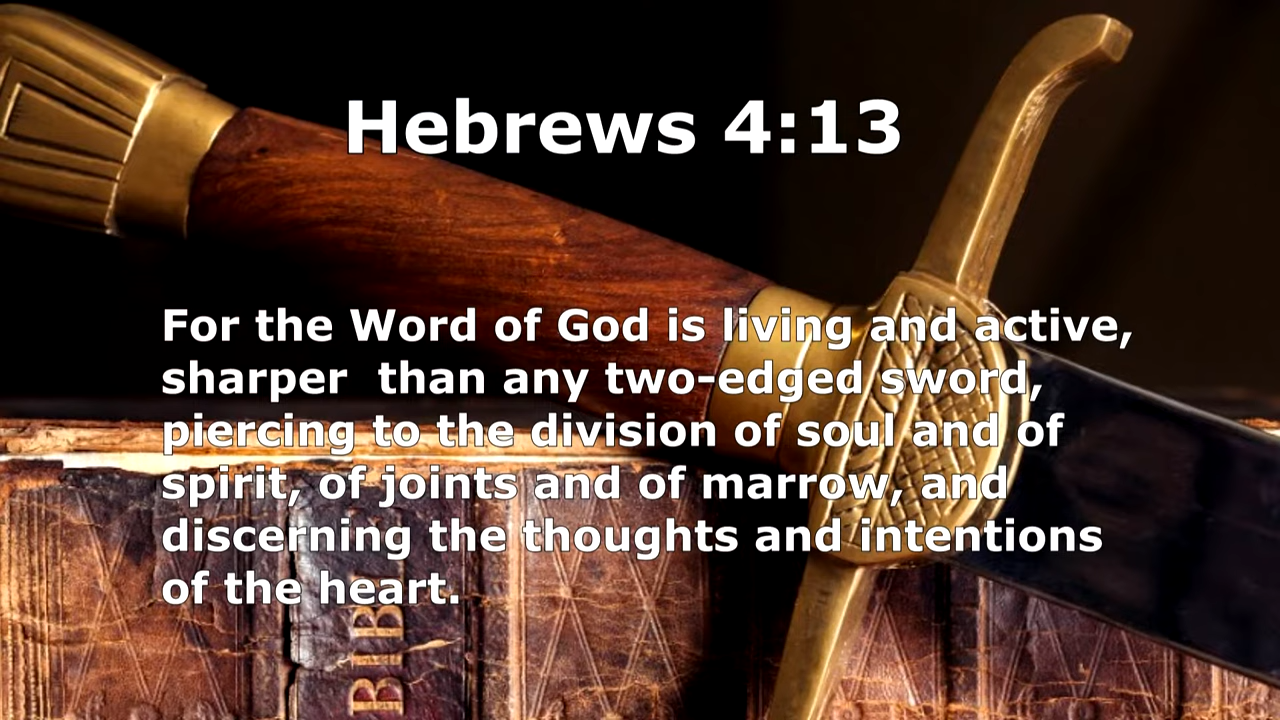 Hebrews 4:13
For the Word of God is living and active,
sharper  than any two-edged sword,
piercing to the division of soul and of
spirit, of joints and of marrow, and
discerning the thoughts and intentions
of the heart.
BIB